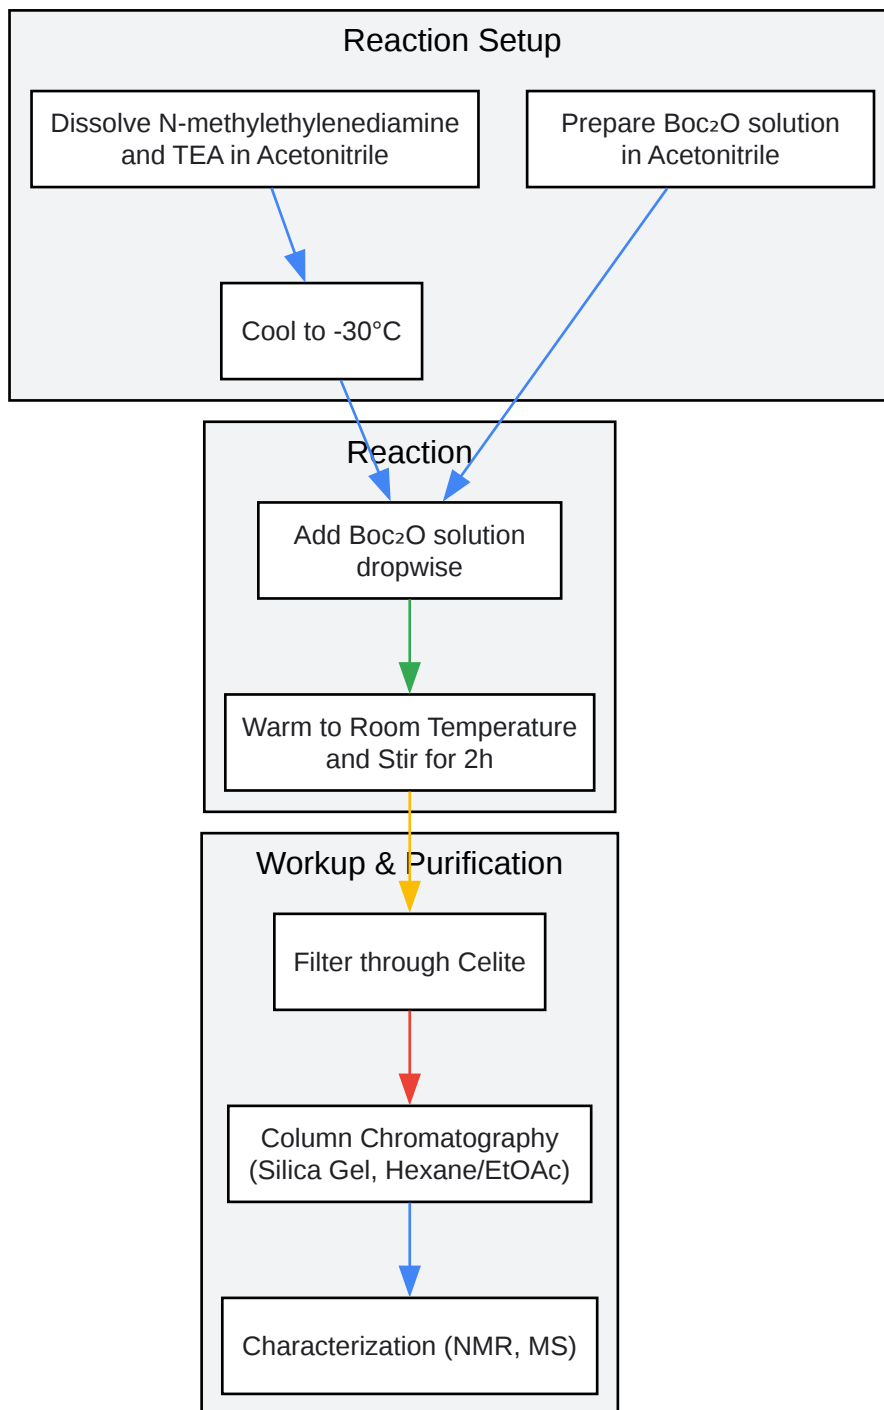 Reaction Setup
Dissolve N-methylethylenediamine
and TEA in Acetonitrile
Prepare Boc₂O solution
in Acetonitrile
Cool to -30°C
Reaction
Add Boc₂O solution
dropwise
Warm to Room Temperature
and Stir for 2h
Workup & Purification
Filter through Celite
Column Chromatography
(Silica Gel, Hexane/EtOAc)
Characterization (NMR, MS)